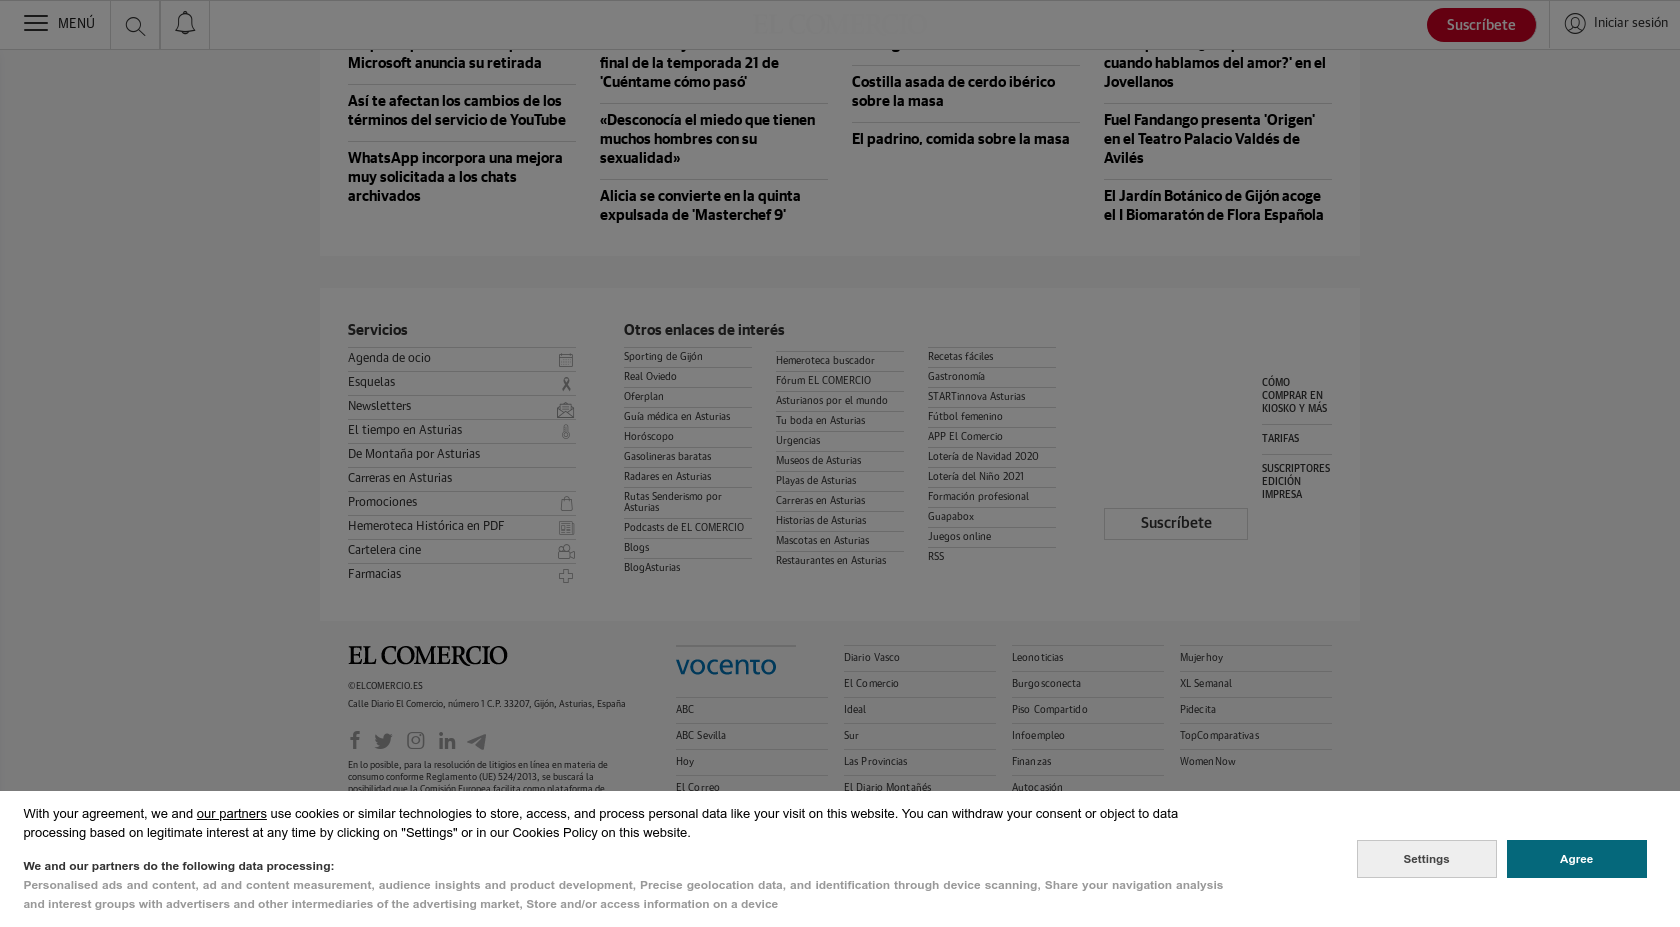 MENÚ
Suscríbete
Iniciar sesión
Microsoft anuncia su retirada
Así te afectan los cambios de los
términos del servicio de YouTube
WhatsApp incorpora una mejora
muy solicitada a los chats
archivados
final de la temporada 21 de
'Cuéntame cómo pasó'
«Desconocía el miedo que tienen
muchos hombres con su
sexualidad»
Alicia se convierte en la quinta
expulsada de 'Masterchef 9'
Costilla asada de cerdo ibérico
sobre la masa
El padrino, comida sobre la masa
cuando hablamos del amor?' en el
Jovellanos
Fuel Fandango presenta 'Origen'
en el Teatro Palacio Valdés de
Avilés
El Jardín Botánico de Gijón acoge
el I Biomaratón de Flora Española
Servicios
Agenda de ocio
Esquelas
Newsletters
El tiempo en Asturias
De Montaña por Asturias
Carreras en Asturias
Promociones
Hemeroteca Histórica en PDF
Cartelera cine
Farmacias
Otros enlaces de interés
Sporting de Gijón
Real Oviedo
Oferplan
Guía médica en Asturias
Horóscopo
Gasolineras baratas
Radares en Asturias
Rutas Senderismo por
Asturias
Podcasts de EL COMERCIO
Blogs
BlogAsturias
Hemeroteca buscador
Fórum EL COMERCIO
Asturianos por el mundo
Tu boda en Asturias
Urgencias
Museos de Asturias
Playas de Asturias
Carreras en Asturias
Historias de Asturias
Mascotas en Asturias
Restaurantes en Asturias
Recetas fáciles
Gastronomía
STARTinnova Asturias
Fútbol femenino
APP El Comercio
Lotería de Navidad 2020
Lotería del Niño 2021
Formación profesional
Guapabox
Juegos online
RSS
Suscríbete
CÓMO
COMPRAR EN
KIOSKO Y MÁS
TARIFAS
SUSCRIPTORES
EDICIÓN
IMPRESA
EL COMERCIO
©ELCOMERCIO.ES
Calle Diario El Comercio, número 1 C.P. 33207, Gijón, Asturias, España
En lo posible, para la resolución de litigios en línea en materia de
consumo conforme Reglamento (UE) 524/2013, se buscará la
posibilidad que la Comisión Europea facilita como plataforma de
vocento
ABC
ABC Sevilla
Hoy
El Correo
Diario Vasco
El Comercio
Ideal
Sur
Las Provincias
El Diario Montañés
Leonoticias
Burgosconecta
Piso Compartido
Infoempleo
Finanzas
Autocasión
Mujerhoy
XL Semanal
Pidecita
TopComparativas
WomenNow
With your agreement, we and our partners use cookies or similar technologies to store, access, and process personal data like your visit on this website. You can withdraw your consent or object to data
processing based on legitimate interest at any time by clicking on "Settings" or in our Cookies Policy on this website.
We and our partners do the following data processing:
Personalised ads and content, ad and content measurement, audience insights and product development, Precise geolocation data, and identification through device scanning, Share your navigation analysis
and interest groups with advertisers and other intermediaries of the advertising market, Store and/or access information on a device
Settings
Agree